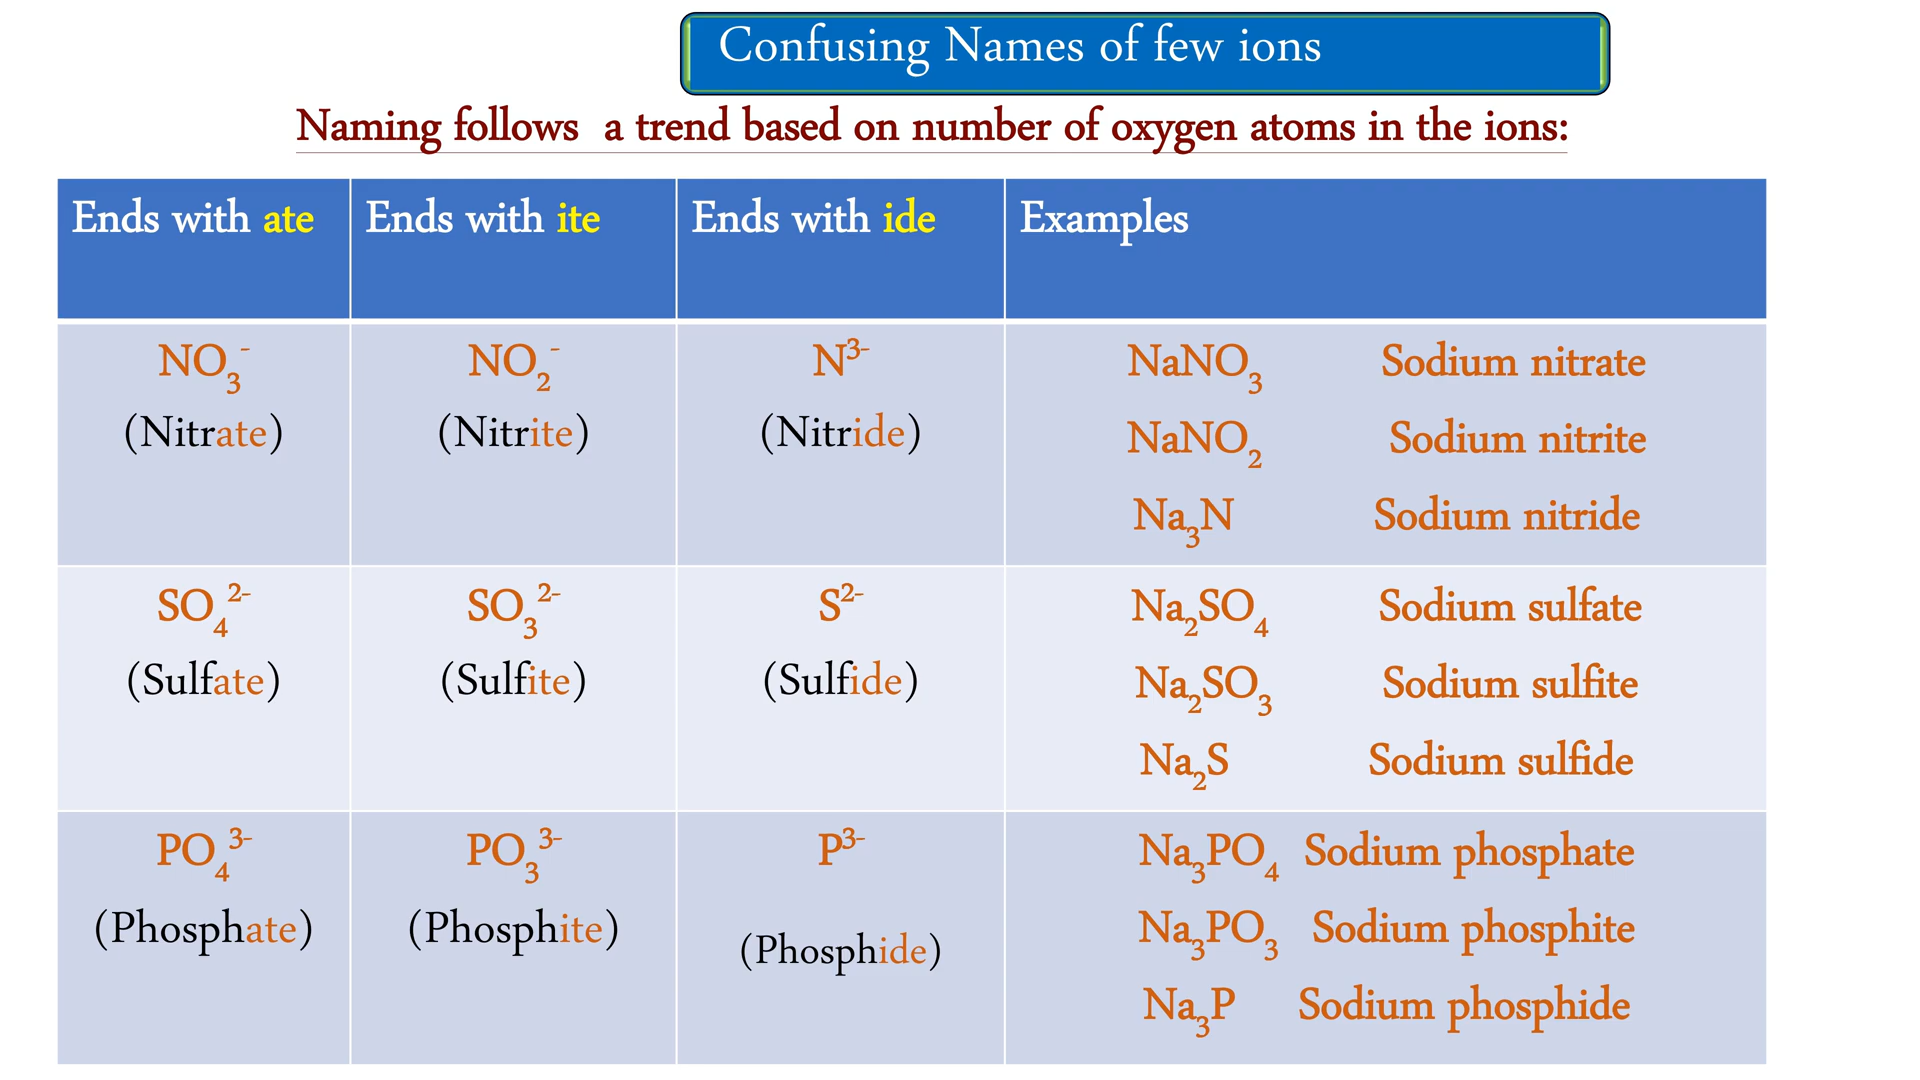 Confusing Names of few ions
Naming follows a trend based on number of oxygen atoms in the ions:
Ends with ate
Ends with ite
Ends with ide
Examples
NO₃⁻
(Nitrate)
NO₂⁻
(Nitrite)
N³⁻
(Nitride)
NaNO₃ Sodium nitrate
NaNO₂ Sodium nitrite
Na₃N Sodium nitride
SO₄²⁻
(Sulfate)
SO₃²⁻
(Sulfite)
S²⁻
(Sulfide)
Na₂SO₄ Sodium sulfate
Na₂SO₃ Sodium sulfite
Na₂S Sodium sulfide
PO₄³⁻
(Phosphate)
PO₃³⁻
(Phosphite)
P³⁻
(Phosphide)
Na₃PO₄ Sodium phosphate
Na₃PO₃ Sodium phosphite
Na₃P Sodium phosphide